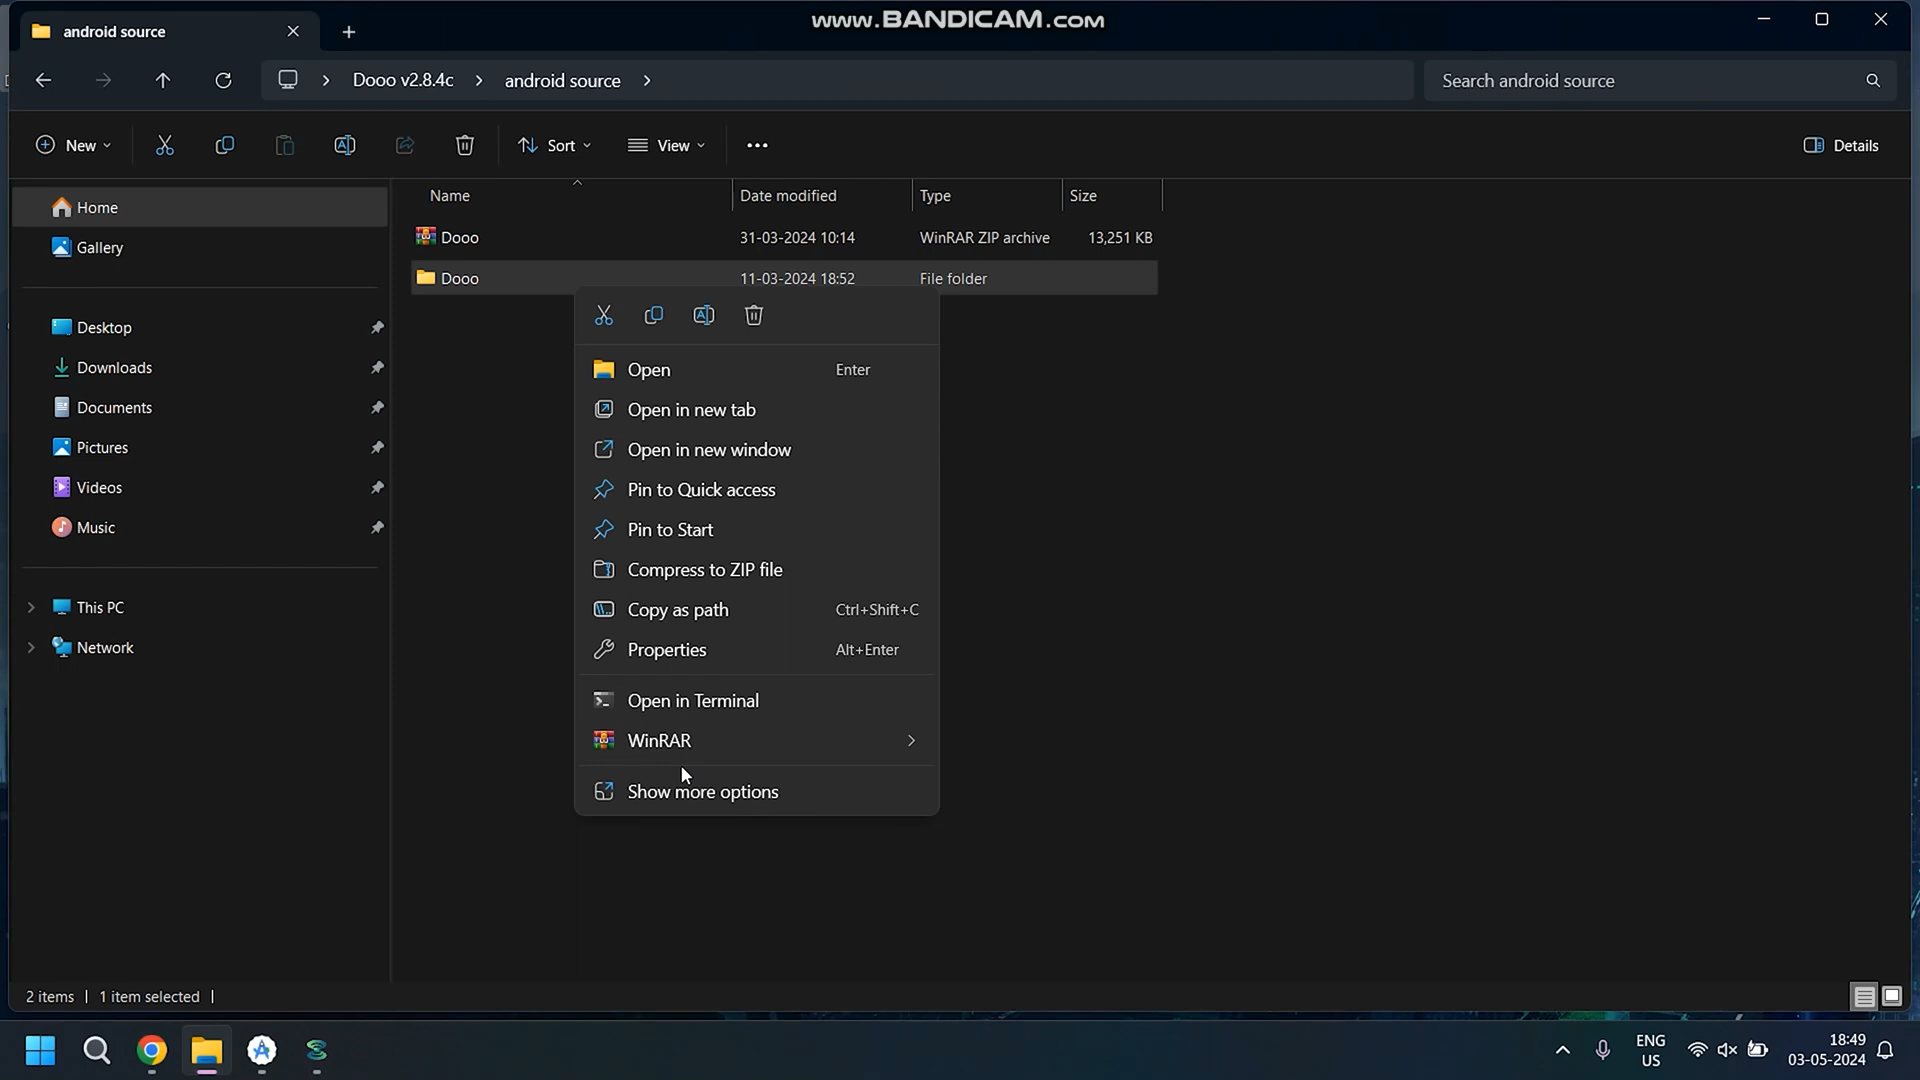 android source
www.BANDICAM.com
Dooo v2.8.4c
android source
Search android source
New
Sort
View
Details
Name
Date modified
Type
Size
Dooo
31-03-2024 10:14
WinRAR ZIP archive
13,251 KB
Dooo
11-03-2024 18:52
File folder
Home
Gallery
Desktop
Downloads
Documents
Pictures
Videos
Music
This PC
Network
Open
Enter
Open in new tab
Open in new window
Pin to Quick access
Pin to Start
Compress to ZIP file
Copy as path
Ctrl+Shift+C
Properties
Alt+Enter
Open in Terminal
WinRAR
Show more options
2 items
1 item selected
ENG
US
18:49
03-05-2024